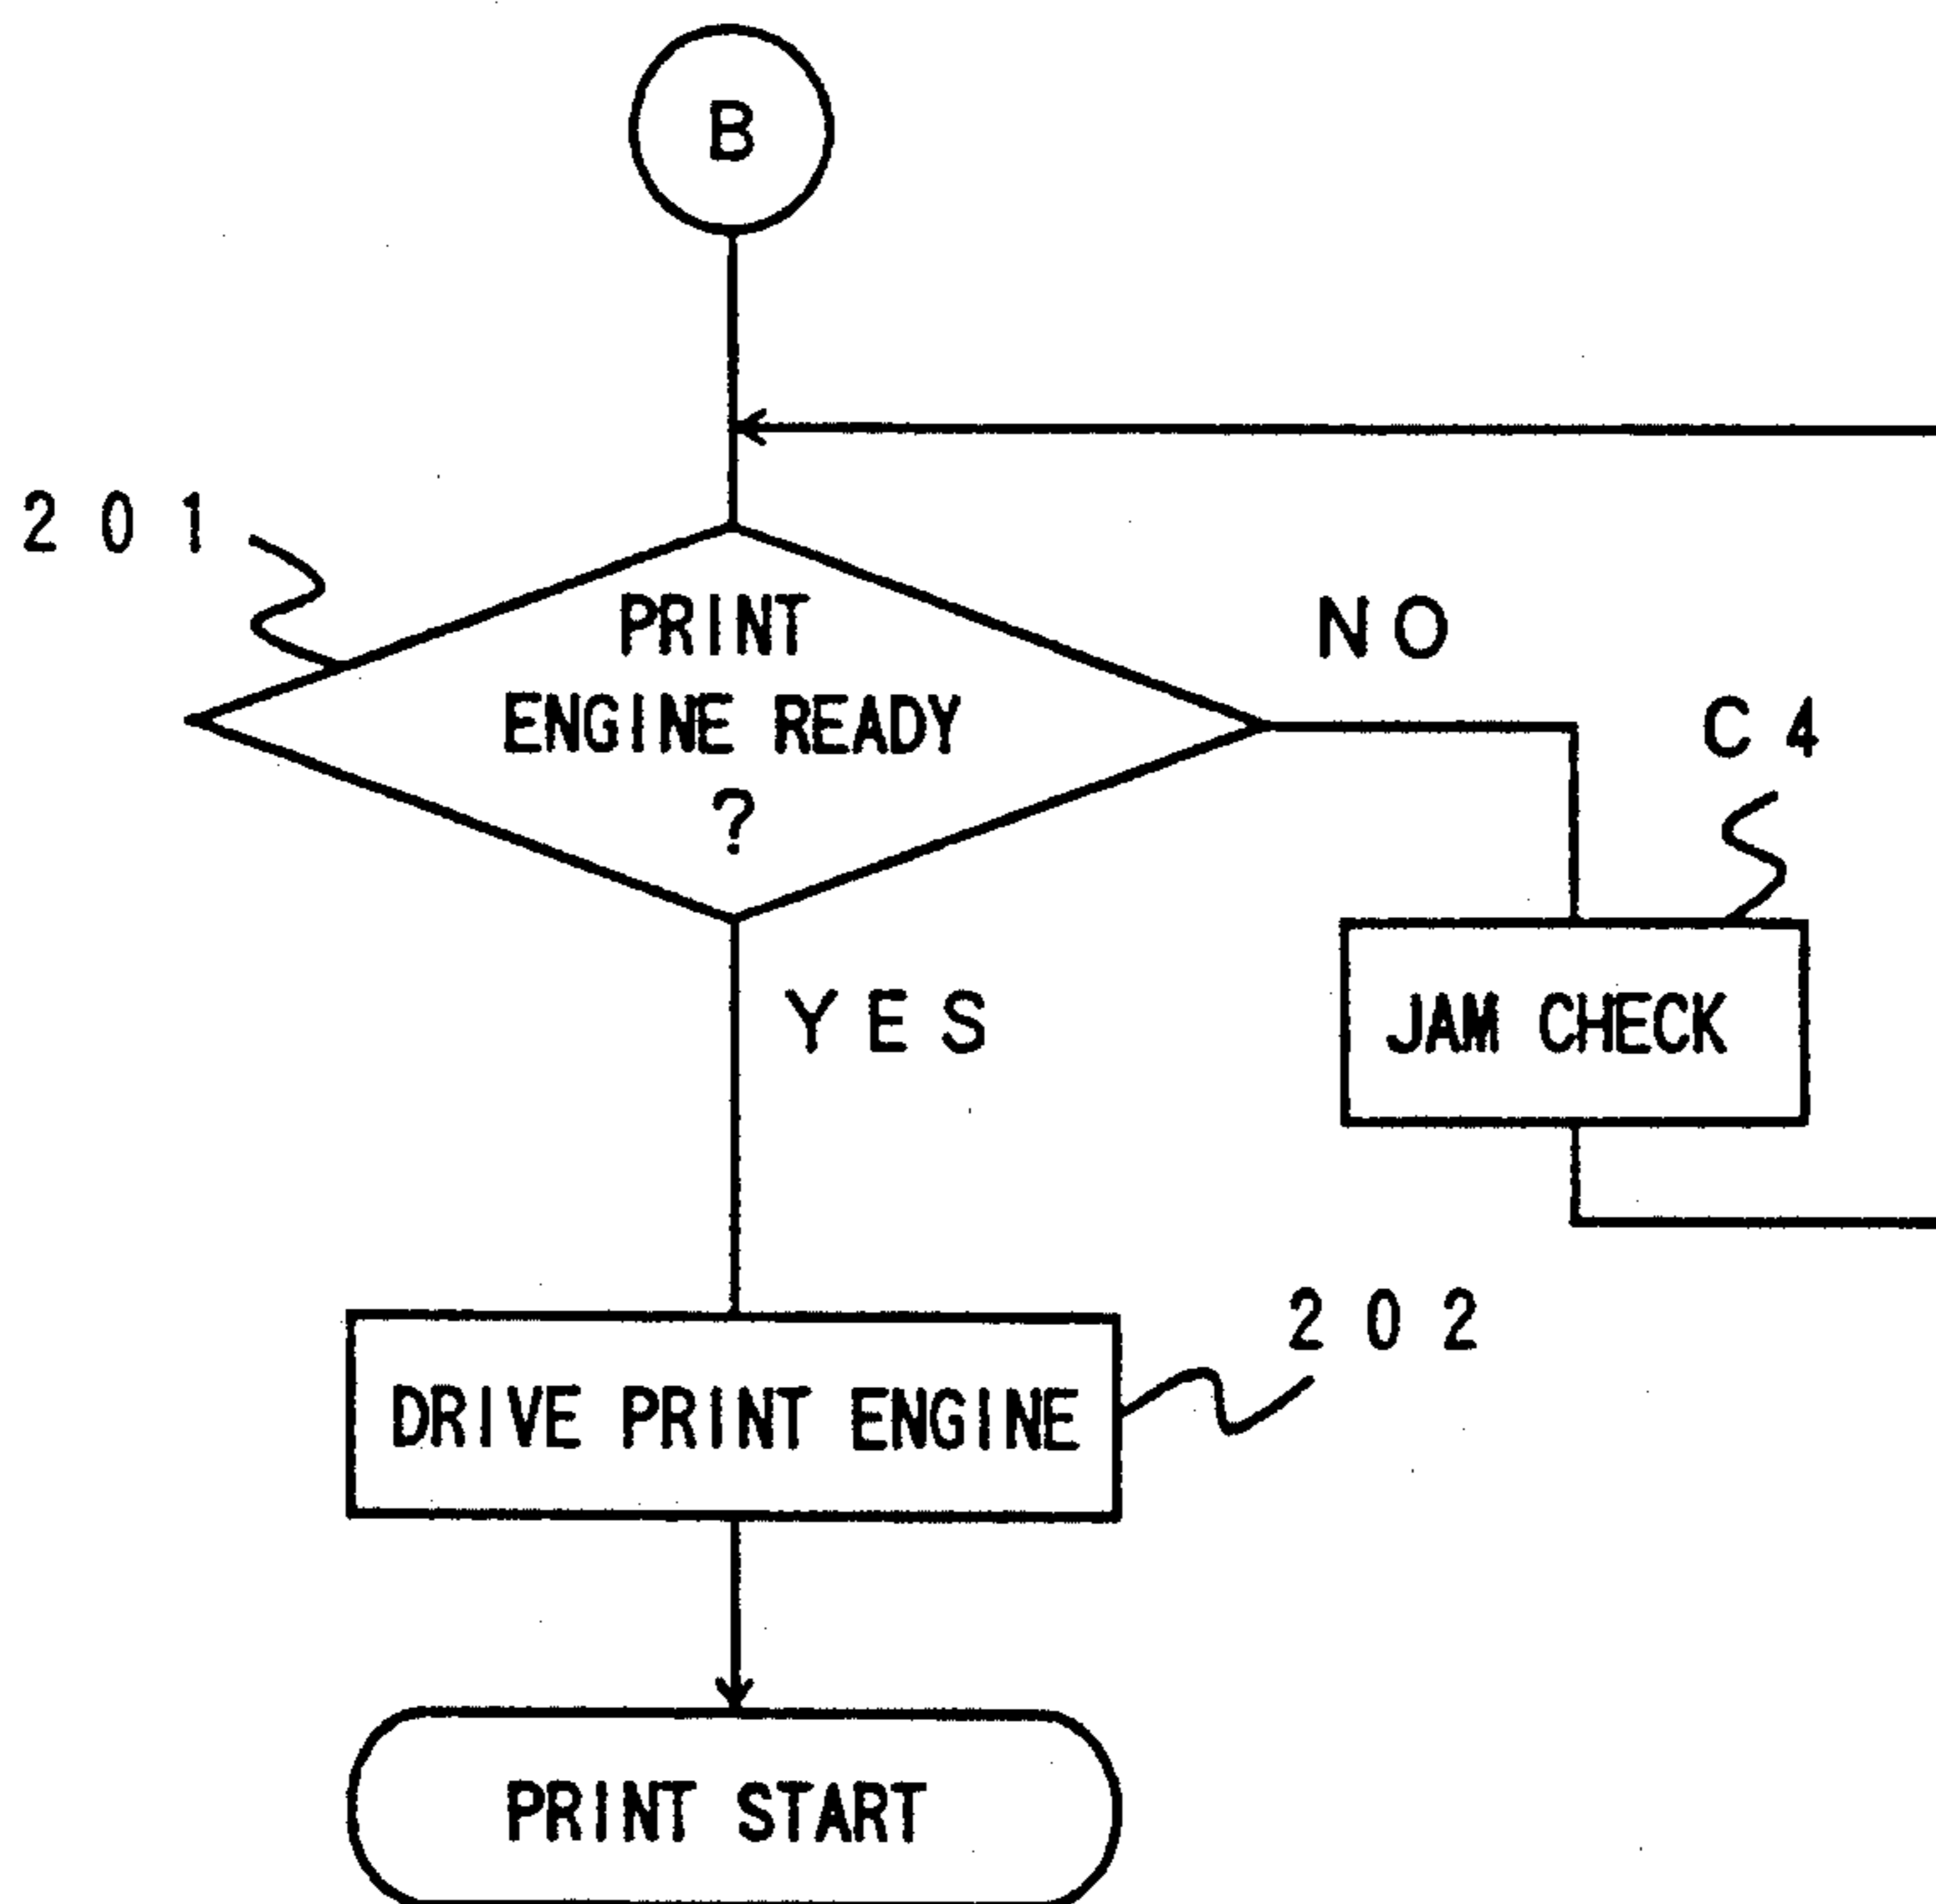 B
201
PRINT
ENGINE READY
?
NO
C4
YES
JAM CHECK
202
DRIVE PRINT ENGINE
PRINT START